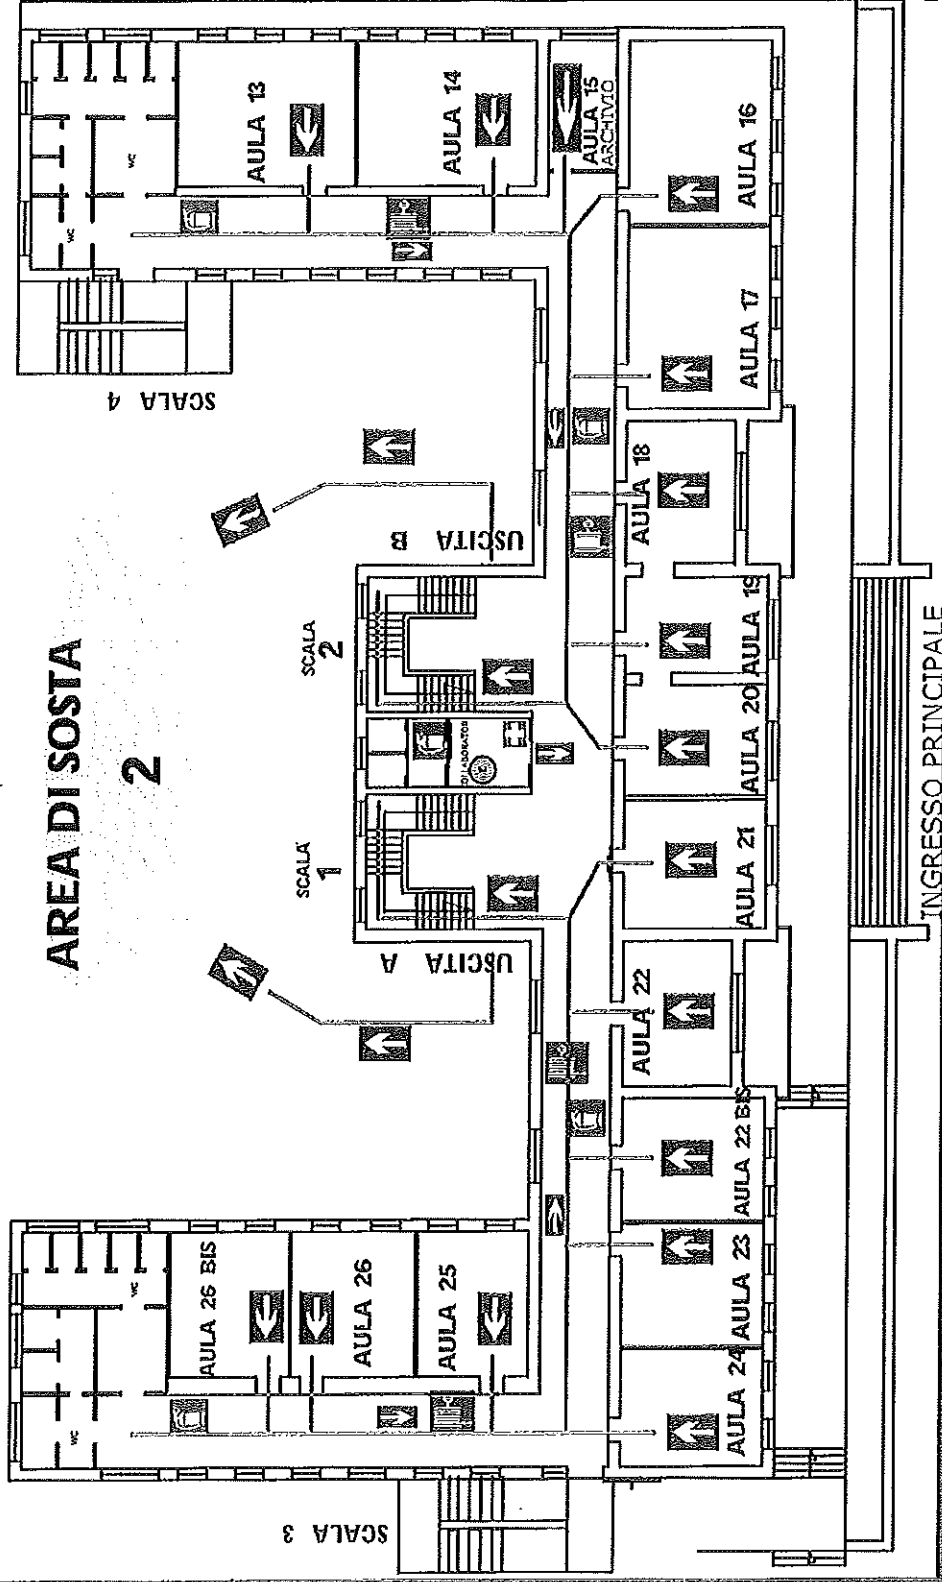 AREA DI SOSTA
2
SCALA 4
SCALA 3
SCALA
1
SCALA
2
USCITA A
USCITA B
WC
WC
WC
WC
AULA 13
AULA 14
AULA 15
ARCHIVIO
AULA 16
AULA 17
AULA 18
AULA 19
AULA 20
AULA 21
AULA 22
AULA 22 BIS
AULA 23
AULA 24
AULA 25
AULA 26
AULA 26 BIS
INGRESSO PRINCIPALE